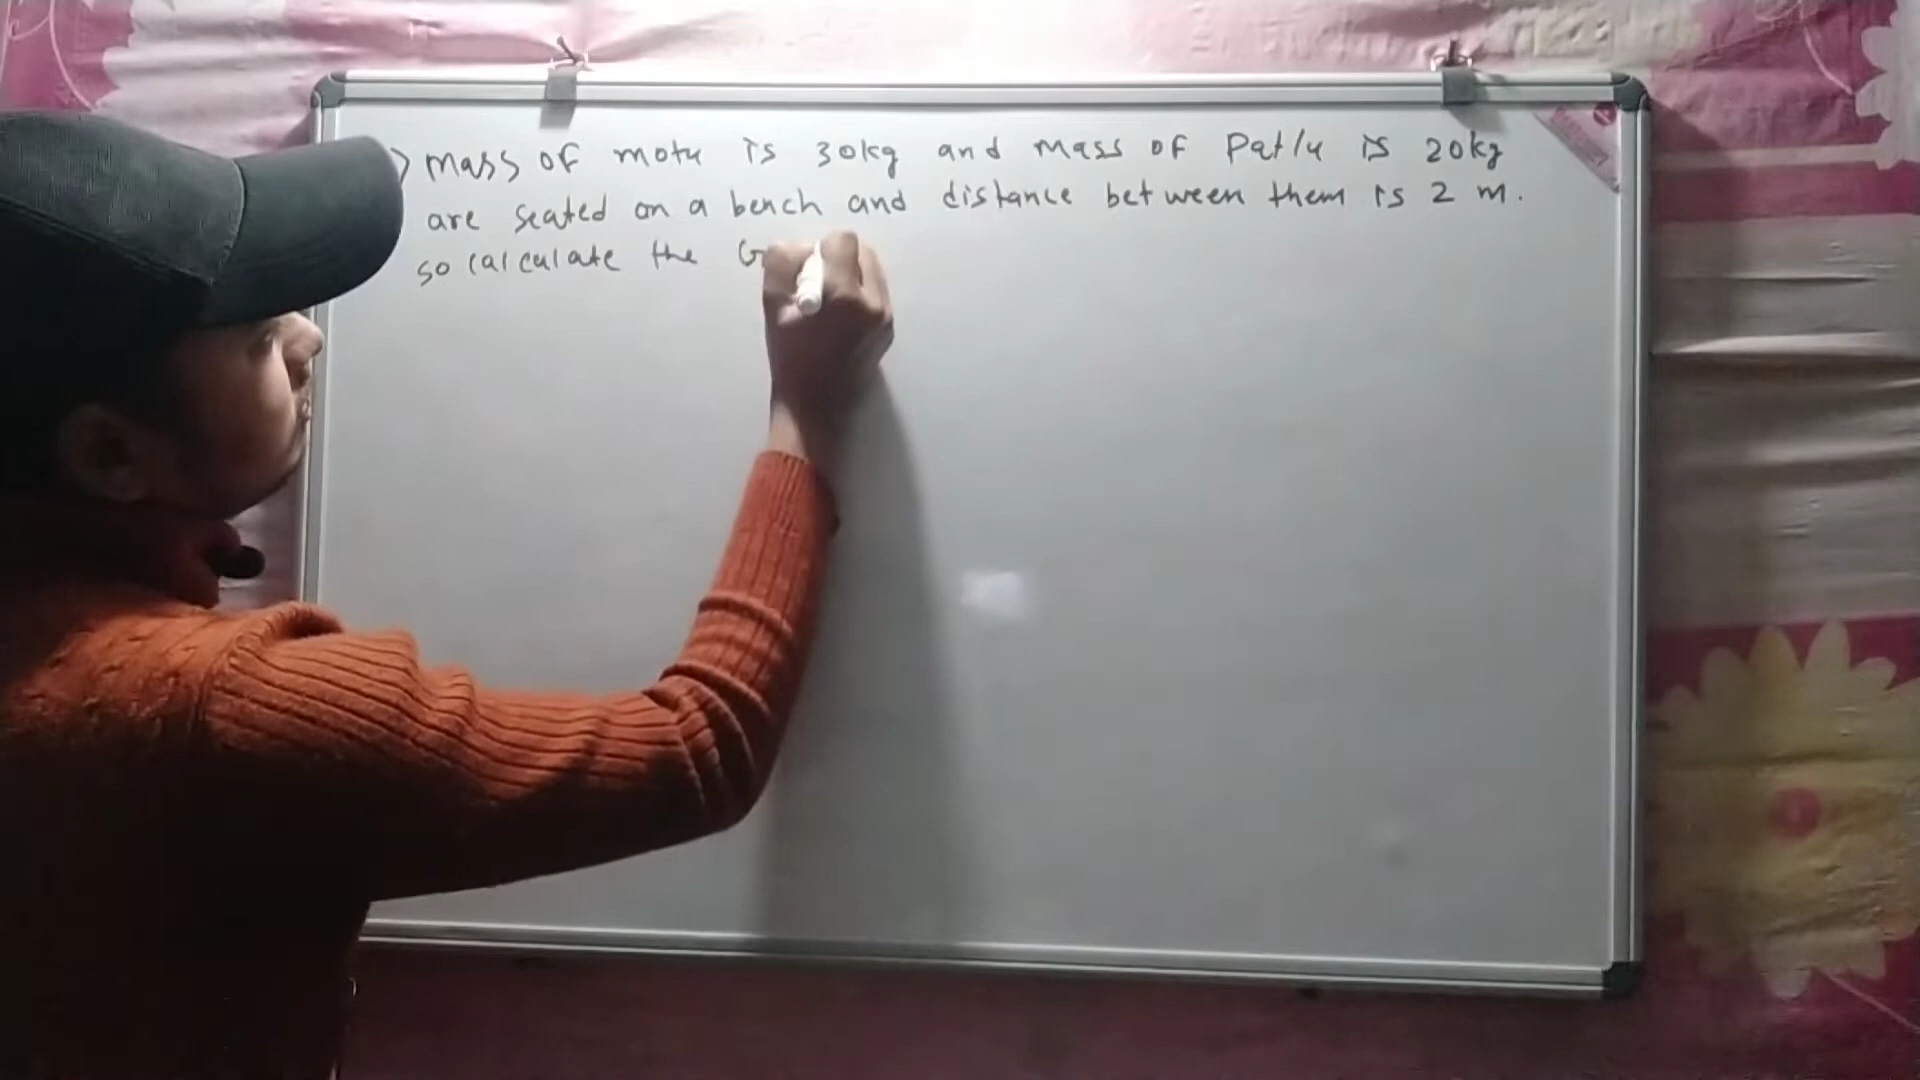 ) Mass of motu is 30kg and mass of Patlu is 20kg
are seated on a bench and distance between them is 2 m.
so calculate the G